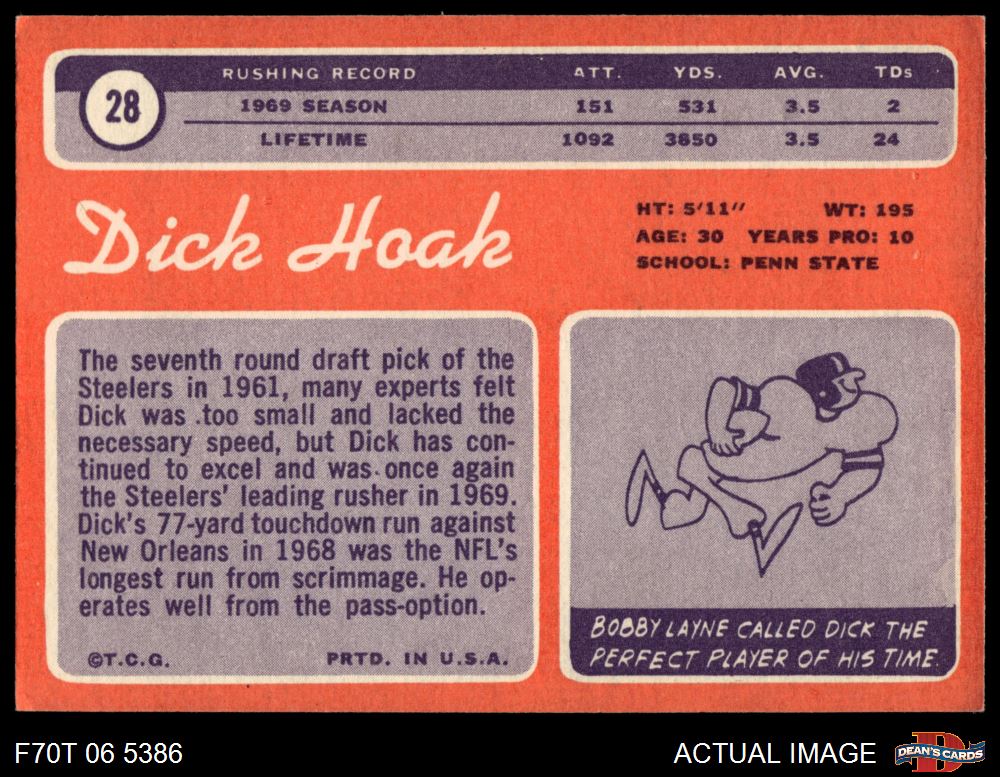 28
RUSHING RECORD ATT. YDS. AVG. TDs
1969 SEASON 151 531 3.5 2
LIFETIME 1092 3850 3.5 24
Dick Hoak
HT: 5'11" WT: 195
AGE: 30 YEARS PRO: 10
SCHOOL: PENN STATE
The seventh round draft pick of the
Steelers in 1961, many experts felt
Dick was too small and lacked the
necessary speed, but Dick has con-
tinued to excel and was once again
the Steelers' leading rusher in 1969.
Dick's 77-yard touchdown run against
New Orleans in 1968 was the NFL's
longest run from scrimmage. He op-
erates well from the pass-option.
©T.C.G. PRTD. IN U.S.A.
BOBBY LAYNE CALLED DICK THE
PERFECT PLAYER OF HIS TIME.
F70T 06 5386 ACTUAL IMAGE
D
DEAN'S CARDS